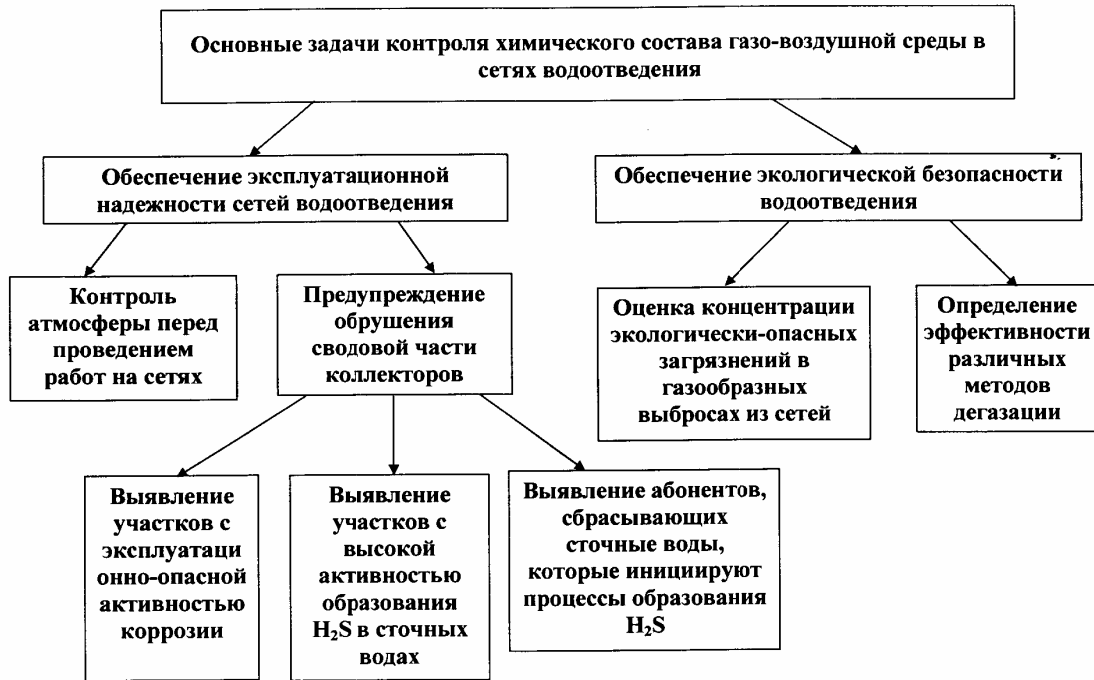 Основные задачи контроля химического состава газо-воздушной среды в
сетях водоотведения
Обеспечение эксплуатационной
надежности сетей водоотведения
Обеспечение экологической безопасности
водоотведения
Контроль
атмосферы перед
проведением
работ на сетях
Предупреждение
обрушения
сводовой части
коллекторов
Оценка концентрации
экологически-опасных
загрязнений в
газообразных
выбросах из сетей
Определение
эффективности
различных
методов
дегазации
Выявление
участков с
эксплуатаци
онно-опасной
активностью
коррозии
Выявление
участков с
высокой
активностью
образования
H₂S в сточных
водах
Выявление абонентов,
сбрасывающих
сточные воды,
которые инициируют
процессы образования
H₂S